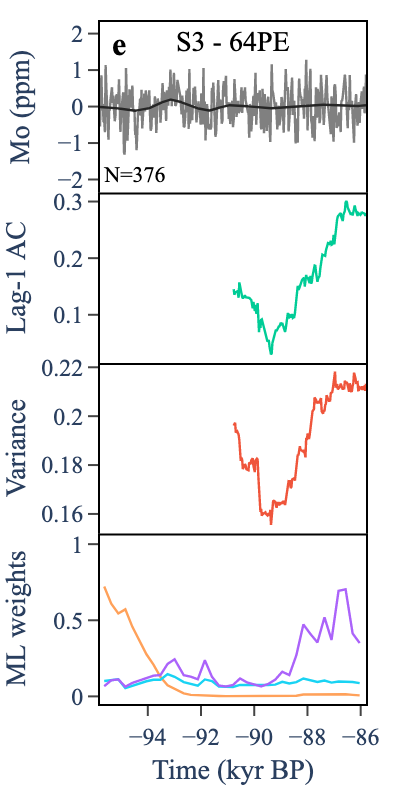 e S3 - 64PE
Mo (ppm)
2
1
0
−1
−2
N=376
Lag-1 AC
0.3
0.2
0.1
Variance
0.22
0.2
0.18
0.16
ML weights
1
0.5
0
−94 −92 −90 −88 −86
Time (kyr BP)